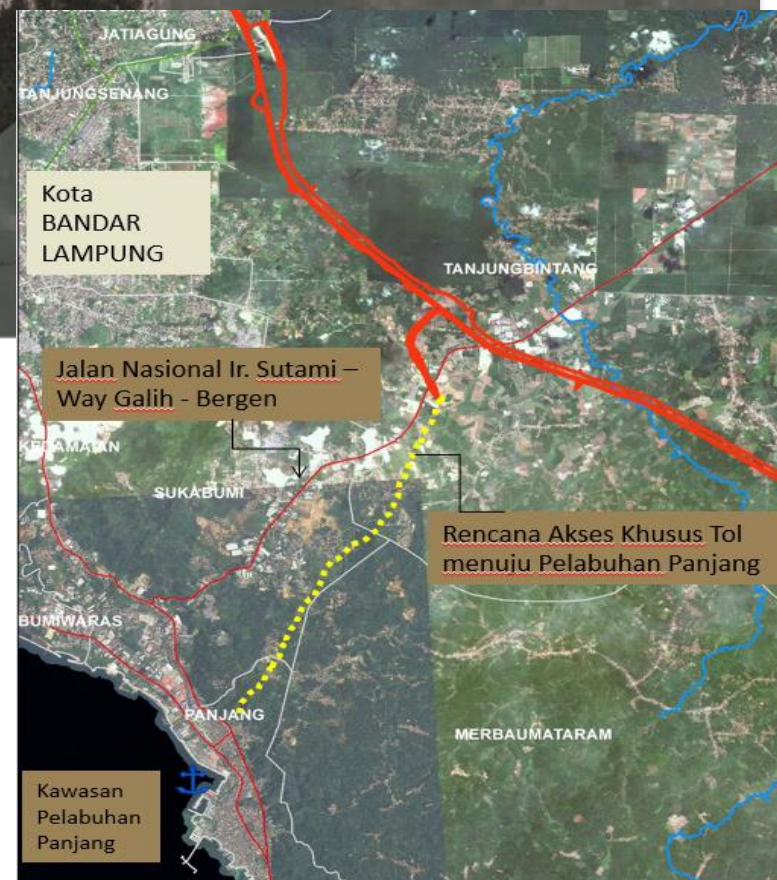 JATIAGUNG
TANJUNGSENANG
Kota
BANDAR
LAMPUNG
TANJUNGBINTANG
Jalan Nasional Ir. Sutami –
Way Galih - Bergen
KEDAMAIAN
SUKABUMI
Rencana Akses Khusus Tol
menuju Pelabuhan Panjang
BUMIWARAS
PANJANG
MERBAUMATARAM
Kawasan
Pelabuhan
Panjang